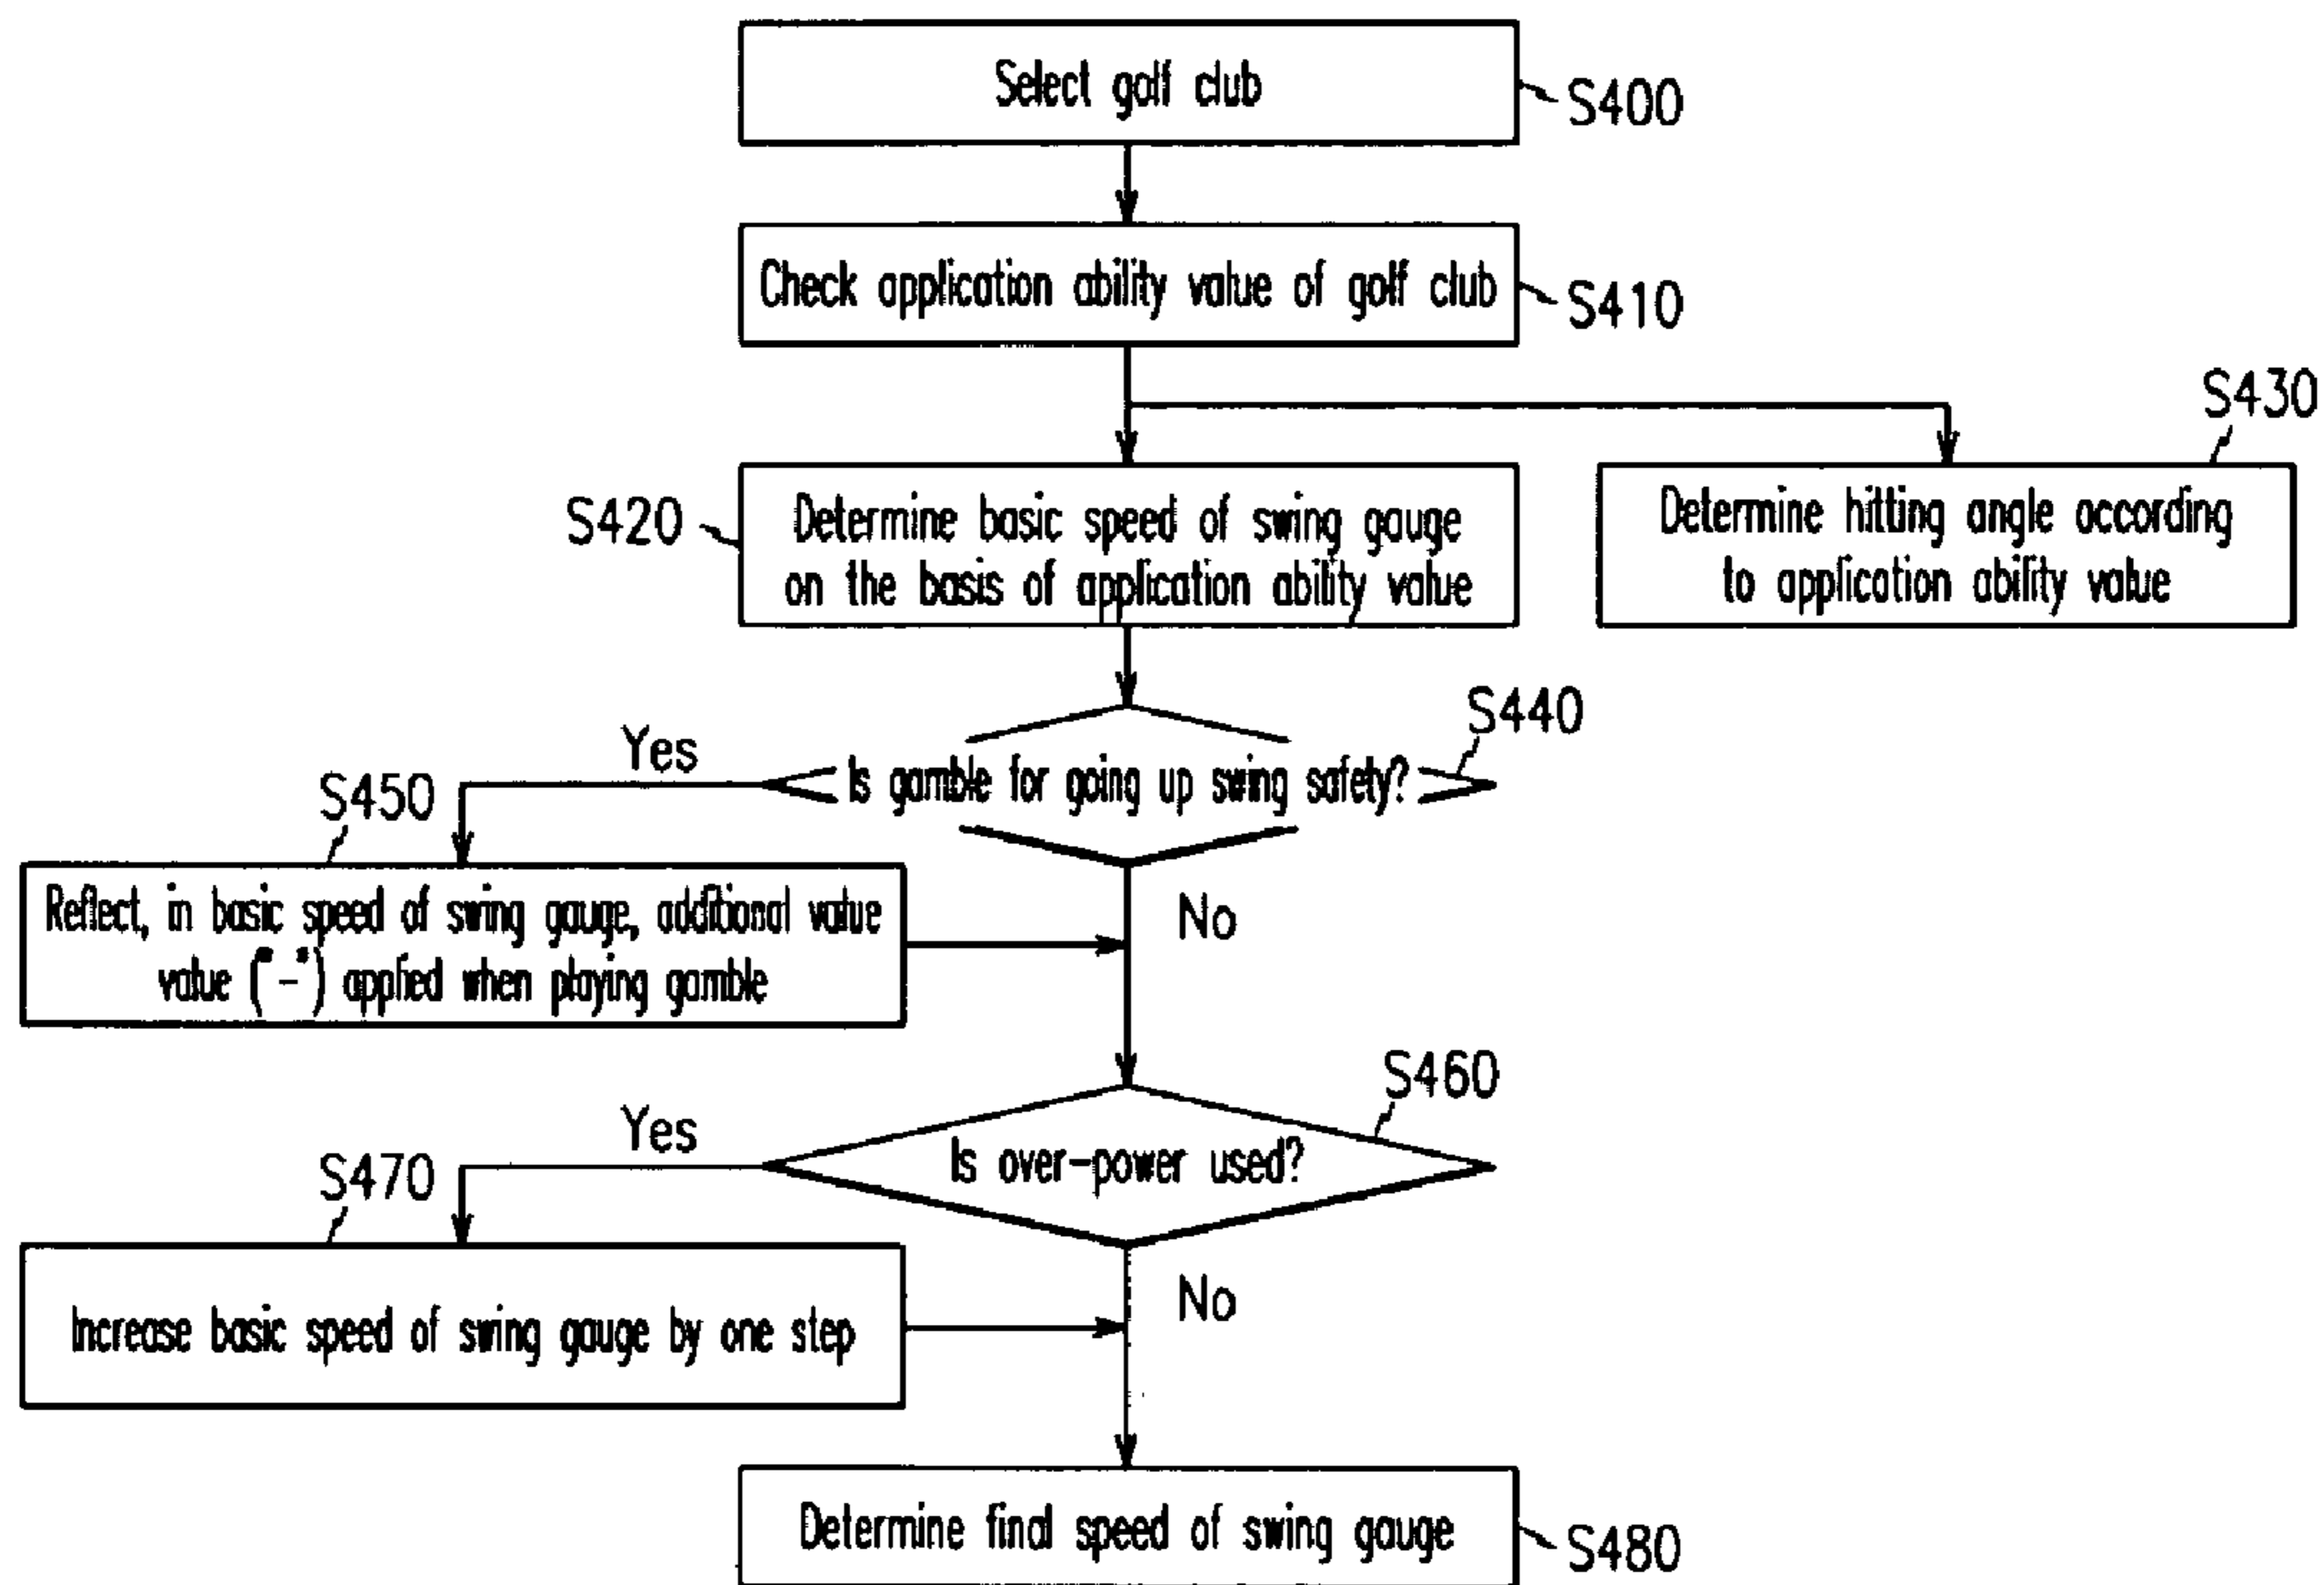 Select golf club
S400
Check application ability value of golf club
S410
S430
S420
Determine basic speed of swing gauge
on the basis of application ability value
Determine hitting angle according
to application ability value
S440
Yes
Is gamble for going up swing safety?
S450
No
Reflect, in basic speed of swing gauge, additional value
value ("-") applied when playing gamble
S460
Yes
Is over-power used?
S470
No
Increase basic speed of swing gauge by one step
Determine final speed of swing gauge
S480